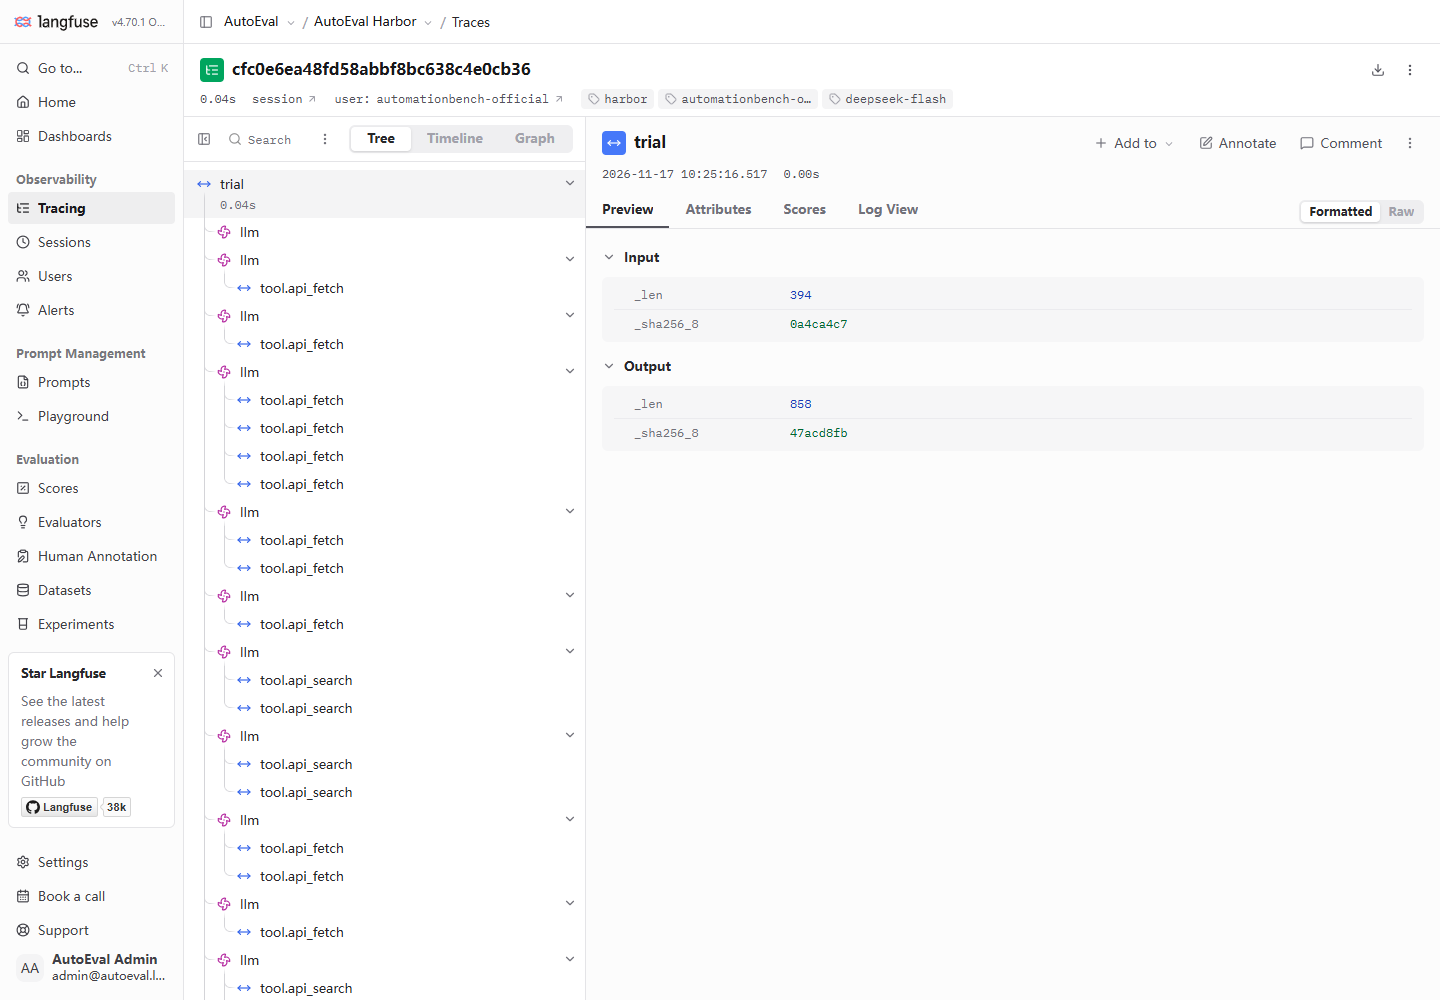 langfuse
v4.70.1 O...
Go to...
Ctrl K
Home
Dashboards
Observability
Tracing
Sessions
Users
Alerts
Prompt Management
Prompts
Playground
Evaluation
Scores
Evaluators
Human Annotation
Datasets
Experiments
Star Langfuse
See the latest
releases and help
grow the
community on
GitHub
Langfuse
38k
Settings
Book a call
Support
AA
AutoEval Admin
admin@autoeval.l...
AutoEval
/ AutoEval Harbor
/ Traces
cfc0e6ea48fd58abbf8bc638c4e0cb36
0.04s
session ↗
user: automationbench-official ↗
harbor
automationbench-o...
deepseek-flash
Search
Tree
Timeline
Graph
trial
0.04s
llm
llm
tool.api_fetch
llm
tool.api_fetch
llm
tool.api_fetch
tool.api_fetch
tool.api_fetch
tool.api_fetch
llm
tool.api_fetch
tool.api_fetch
llm
tool.api_fetch
llm
tool.api_search
tool.api_search
llm
tool.api_search
tool.api_search
llm
tool.api_fetch
tool.api_fetch
llm
tool.api_fetch
llm
tool.api_search
trial
Add to
Annotate
Comment
2026-11-17 10:25:16.517
0.00s
Preview
Attributes
Scores
Log View
Formatted
Raw
Input
_len 394
_sha256_8 0a4ca4c7
Output
_len 858
_sha256_8 47acd8fb